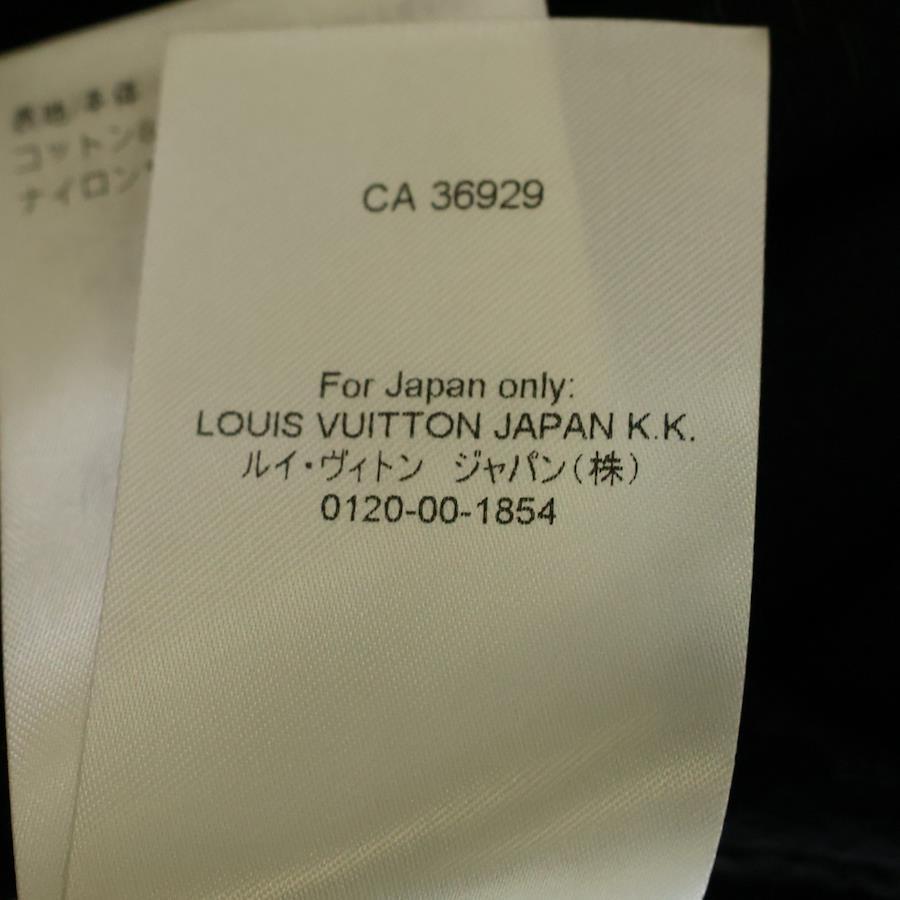 表地/本体
コットン
ナイロン
CA 36929
For Japan only:
LOUIS VUITTON JAPAN K.K.
ルイ・ヴィトン ジャパン(株)
0120-00-1854